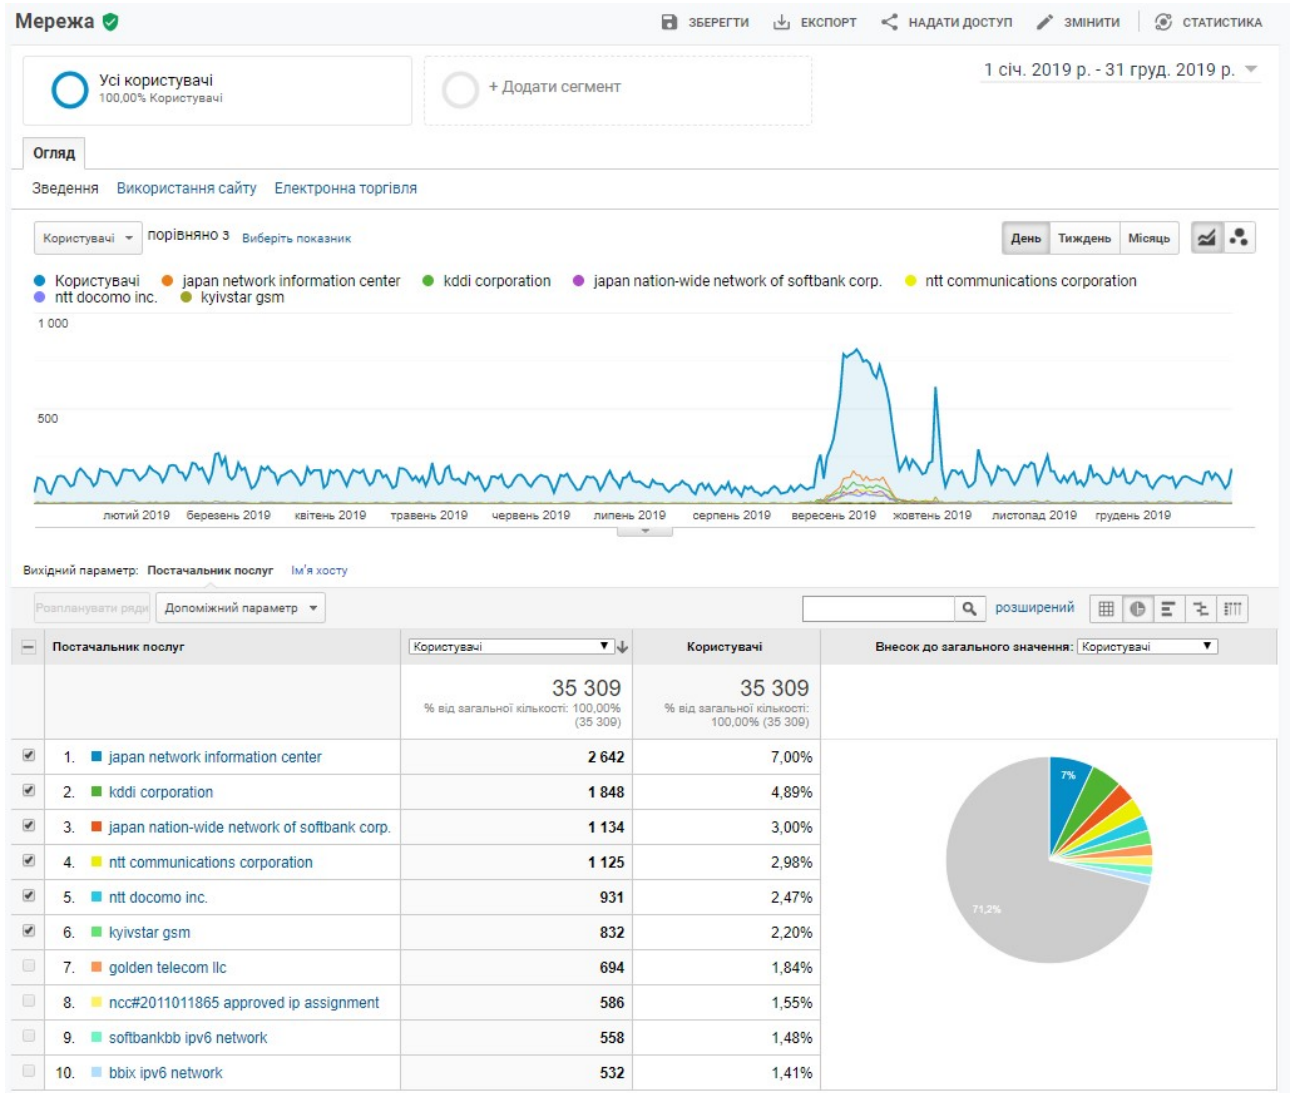 Мережа
ЗБЕРЕГТИ ЕКСПОРТ НАДАТИ ДОСТУП ЗМІНИТИ СТАТИСТИКА
Усі користувачі
100,00% Користувачі
+ Додати сегмент
1 січ. 2019 р. - 31 груд. 2019 р.
Огляд
Зведення Використання сайту Електронна торгівля
Користувачі порівняно з Виберіть показник
День Тиждень Місяць
Користувачі japan network information center kddi corporation japan nation-wide network of softbank corp. ntt communications corporation
ntt docomo inc. kyivstar gsm
1 000
500
лютий 2019 березень 2019 квітень 2019 травень 2019 червень 2019 липень 2019 серпень 2019 вересень 2019 жовтень 2019 листопад 2019 грудень 2019
Вихідний параметр: Постачальник послуг Ім'я хосту
Розпланувати ряди Допоміжний параметр розширений
Постачальник послуг Користувачі Користувачі Внесок до загального значення: Користувачі
35 309 35 309
% від загальної кількості: 100,00% % від загальної кількості:
(35 309) 100,00% (35 309)
1. japan network information center 2 642 7,00%
2. kddi corporation 1 848 4,89%
3. japan nation-wide network of softbank corp. 1 134 3,00%
4. ntt communications corporation 1 125 2,98%
5. ntt docomo inc. 931 2,47%
6. kyivstar gsm 832 2,20%
7. golden telecom llc 694 1,84%
8. ncc#2011011865 approved ip assignment 586 1,55%
9. softbankbb ipv6 network 558 1,48%
10. bbix ipv6 network 532 1,41%
7%
71,2%